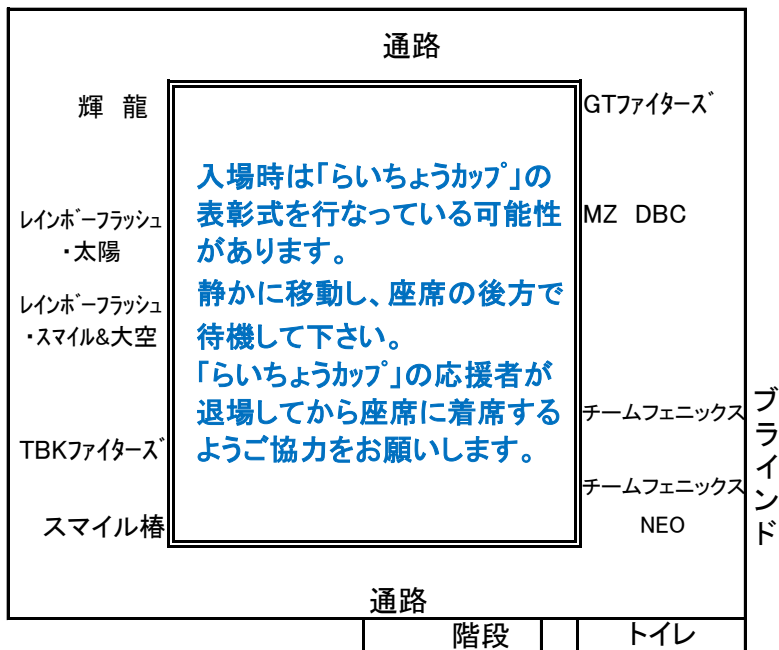 通路
輝　龍
GTﾌｧｲﾀｰｽﾞ
レインﾎﾞｰフラッシュ
・太陽
MZ　DBC
レインﾎﾞｰフラッシュ
・ｽﾏｲﾙ&大空
入場時は「らいちょうｶｯﾌﾟ」の
表彰式を行なっている可能性
があります。
静かに移動し、座席の後方で
待機して下さい。
「らいちょうｶｯﾌﾟ」の応援者が
退場してから座席に着席する
ようご協力をお願いします。
TBKﾌｧｲﾀｰｽﾞ
スマイル椿
チームフェニックス
チームフェニックス
NEO
ブラインド
通路
階段
トイレ